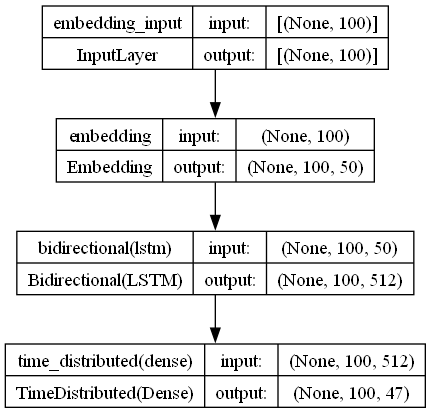 embedding_input input: [(None, 100)]
InputLayer output: [(None, 100)]
embedding input: (None, 100)
Embedding output: (None, 100, 50)
bidirectional(lstm) input: (None, 100, 50)
Bidirectional(LSTM) output: (None, 100, 512)
time_distributed(dense) input: (None, 100, 512)
TimeDistributed(Dense) output: (None, 100, 47)